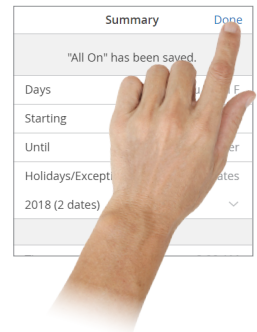 Summary Done
"All On" has been saved.
Days F
Starting
Until
Holidays/Excepti
2018 (2 dates)